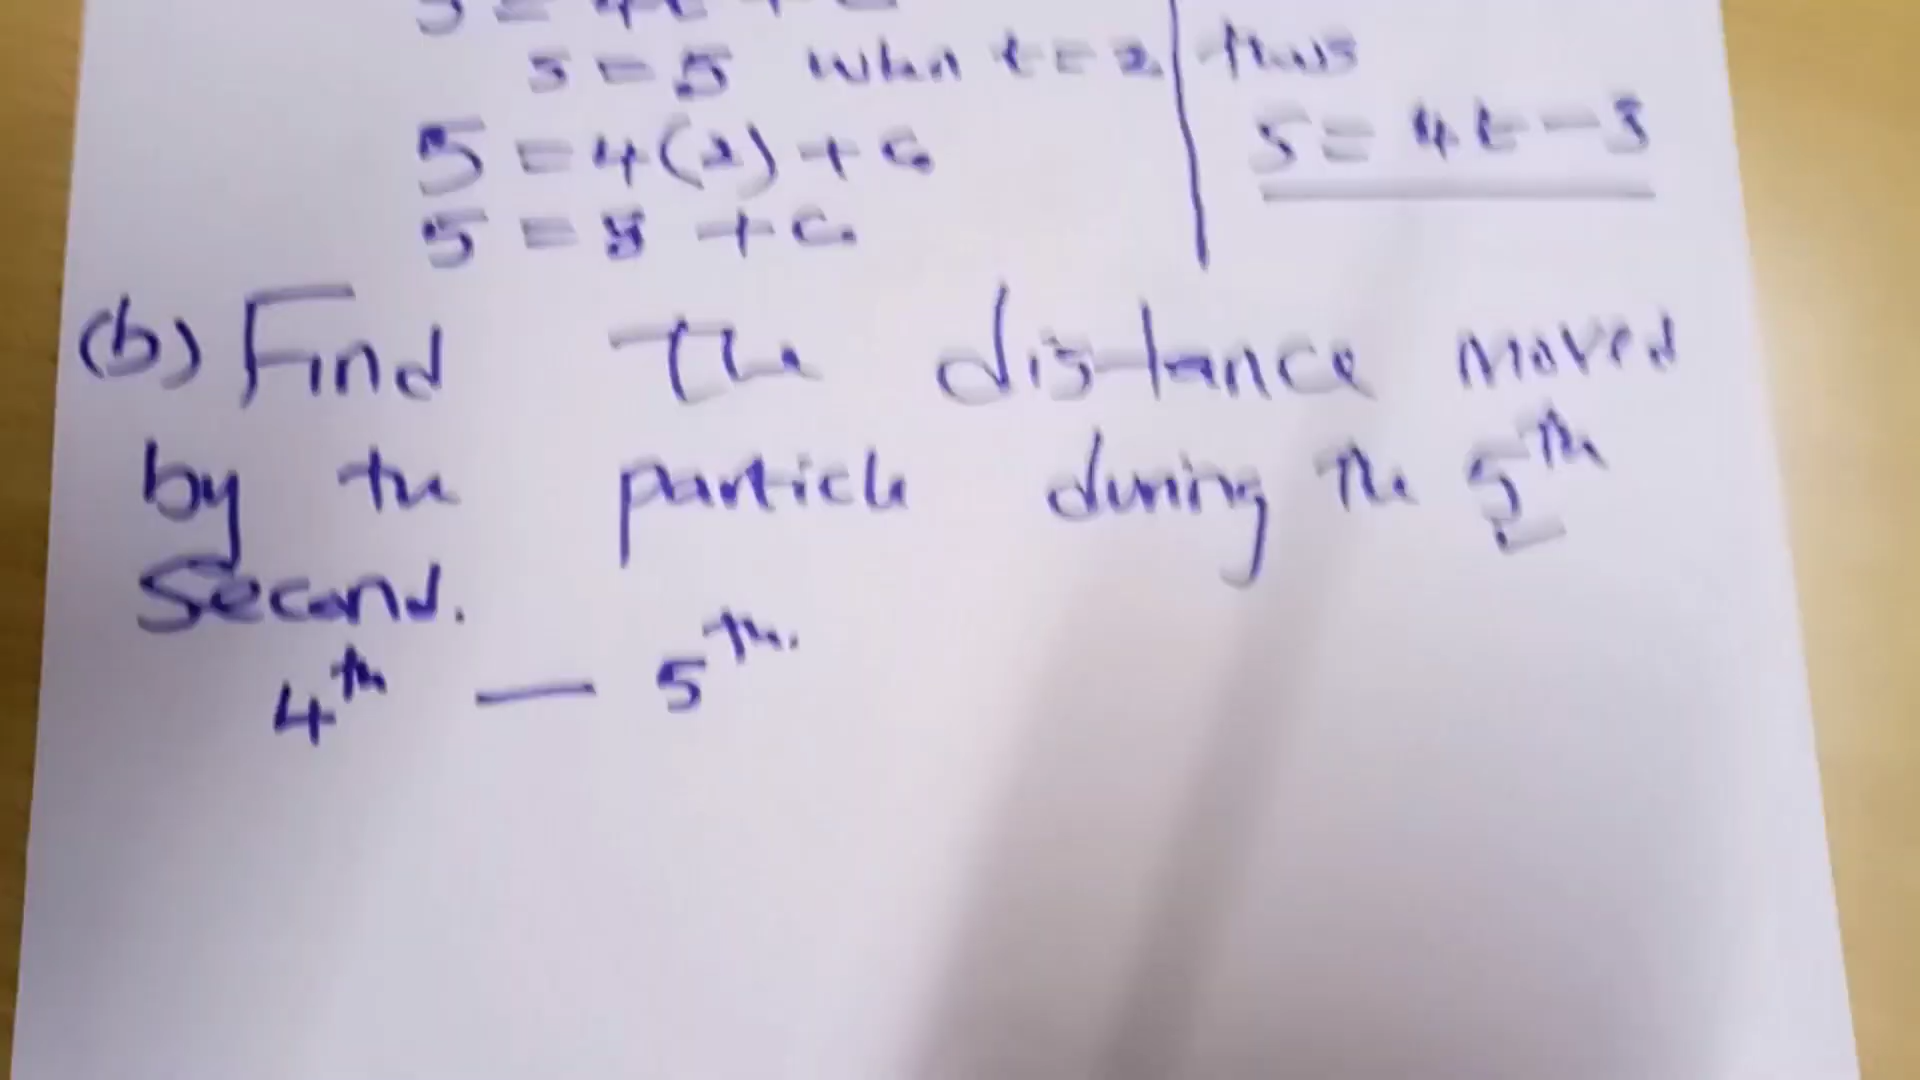 s = 4t + c
s = 5 when t = 2
5 = 4(2) + c
5 = 8 + c
thus
s = 4t - 3
(b) Find the distance moved
by the particle during the 5th
Second.
4th — 5th.